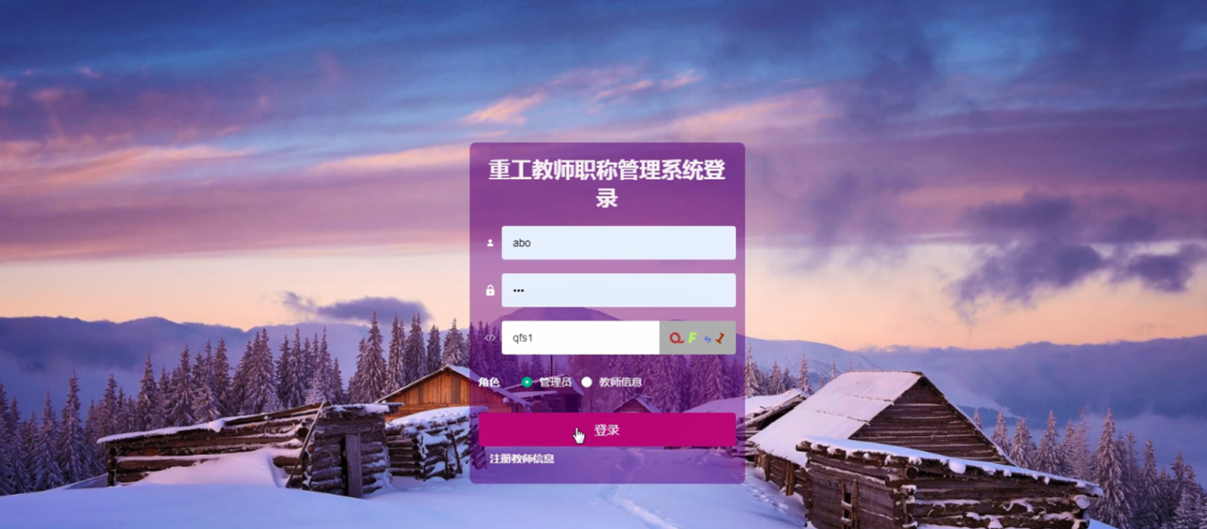 重工教师职称管理系统登
录
abo
•••
qfs1 QFs1
角色 管理员 教师信息
登录
注册教师信息